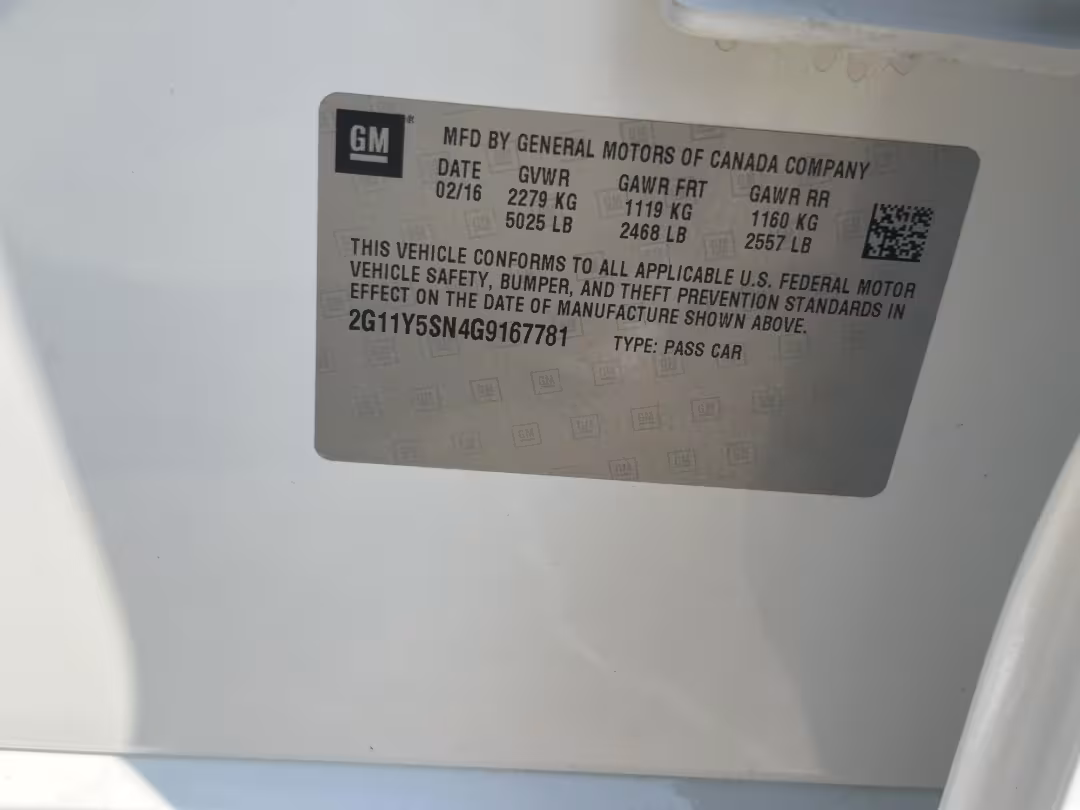 GM
MFD BY GENERAL MOTORS OF CANADA COMPANY
DATE GVWR GAWR FRT GAWR RR
02/16 2279 KG 1119 KG 1160 KG
5025 LB 2468 LB 2557 LB
THIS VEHICLE CONFORMS TO ALL APPLICABLE U.S. FEDERAL MOTOR
VEHICLE SAFETY, BUMPER, AND THEFT PREVENTION STANDARDS IN
EFFECT ON THE DATE OF MANUFACTURE SHOWN ABOVE.
2G11Y5SN4G9167781 TYPE: PASS CAR